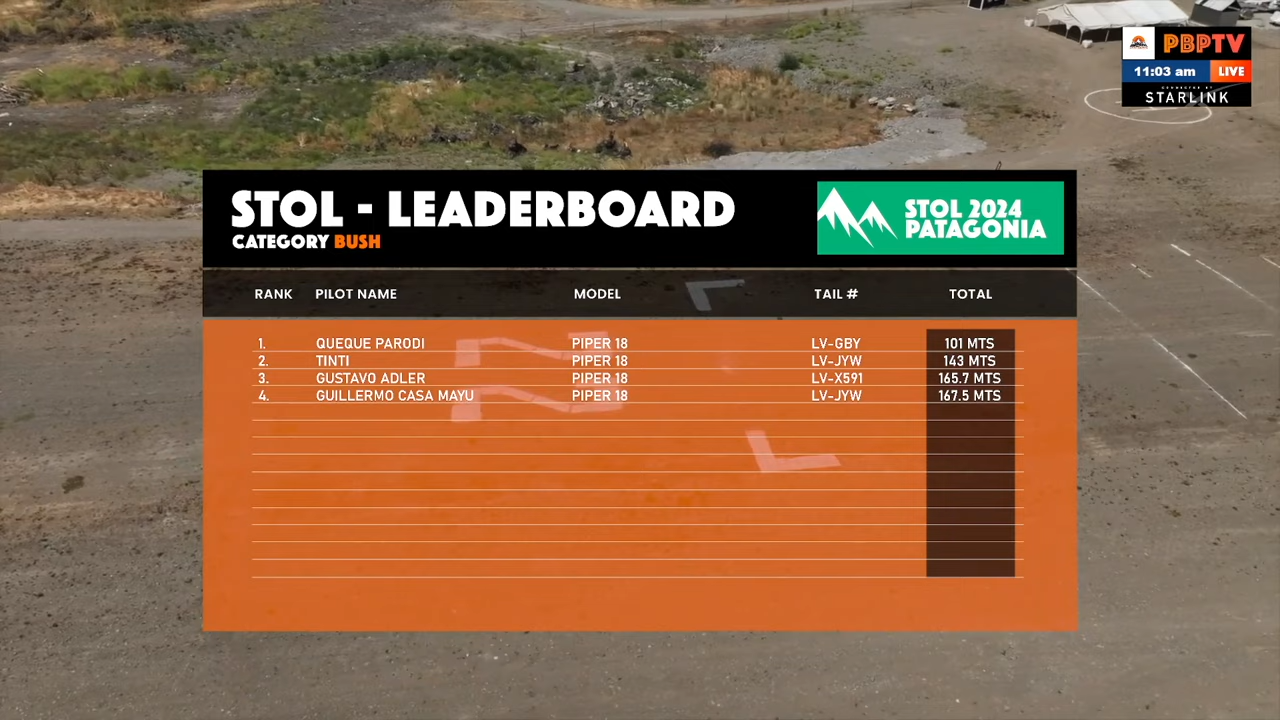 PBPTV
11:03 am LIVE
STARLINK
STOL - LEADERBOARD
CATEGORY BUSH
STOL 2024
PATAGONIA
RANK PILOT NAME MODEL TAIL # TOTAL
1. QUEQUE PARODI PIPER 18 LV-GBY 101 MTS
2. TINTI PIPER 18 LV-JYW 143 MTS
3. GUSTAVO ADLER PIPER 18 LV-X591 165.7 MTS
4. GUILLERMO CASA MAYU PIPER 18 LV-JYW 167.5 MTS